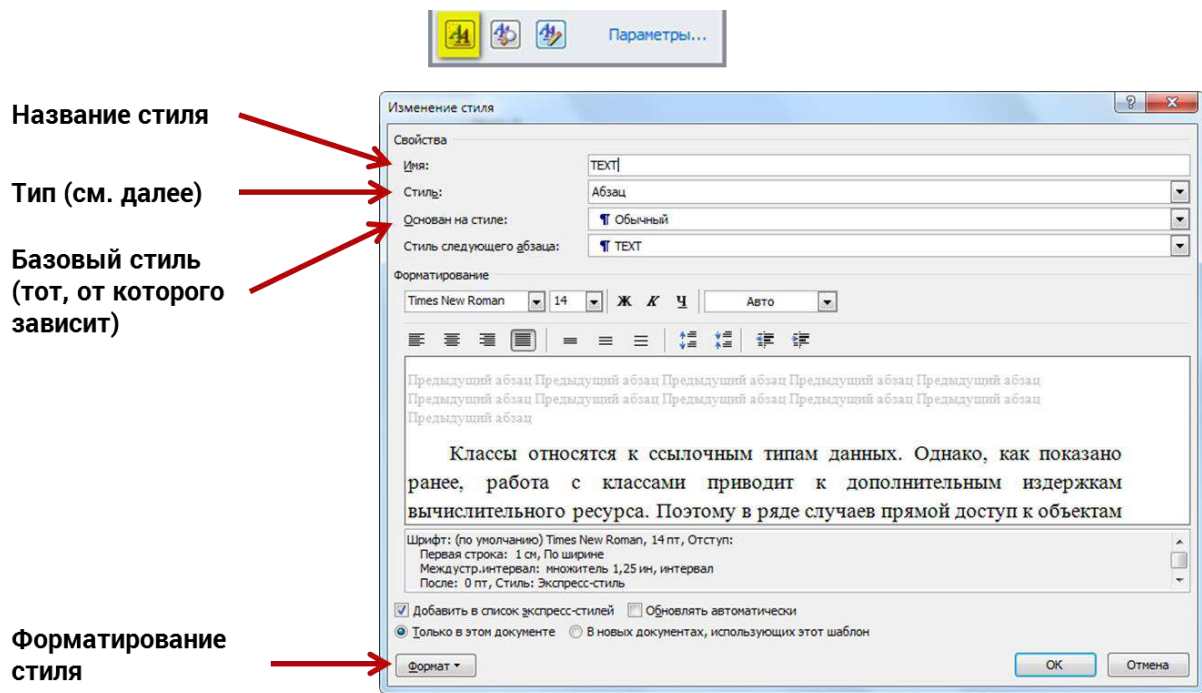 Параметры...
Название стиля
Тип (см. далее)
Базовый стиль
(тот, от которого
зависит)
Форматирование
стиля
Изменение стиля
Свойства
Имя: TEXT
Стиль: Абзац
Основан на стиле: ¶ Обычный
Стиль следующего абзаца: ¶ TEXT
Форматирование
Times New Roman 14 Ж К Ч Авто
Предыдущий абзац Предыдущий абзац Предыдущий абзац Предыдущий абзац Предыдущий абзац
Предыдущий абзац Предыдущий абзац Предыдущий абзац Предыдущий абзац Предыдущий абзац
Предыдущий абзац
Классы относятся к ссылочным типам данных. Однако, как показано
ранее, работа с классами приводит к дополнительным издержкам
вычислительного ресурса. Поэтому в ряде случаев прямой доступ к объектам
Шрифт: (по умолчанию) Times New Roman, 14 пт, Отступ:
Первая строка: 1 см, По ширине
Междустр.интервал: множитель 1,25 ин, интервал
После: 0 пт, Стиль: Экспресс-стиль
Добавить в список экспресс-стилей Обновлять автоматически
Только в этом документе В новых документах, использующих этот шаблон
Формат ОК Отмена